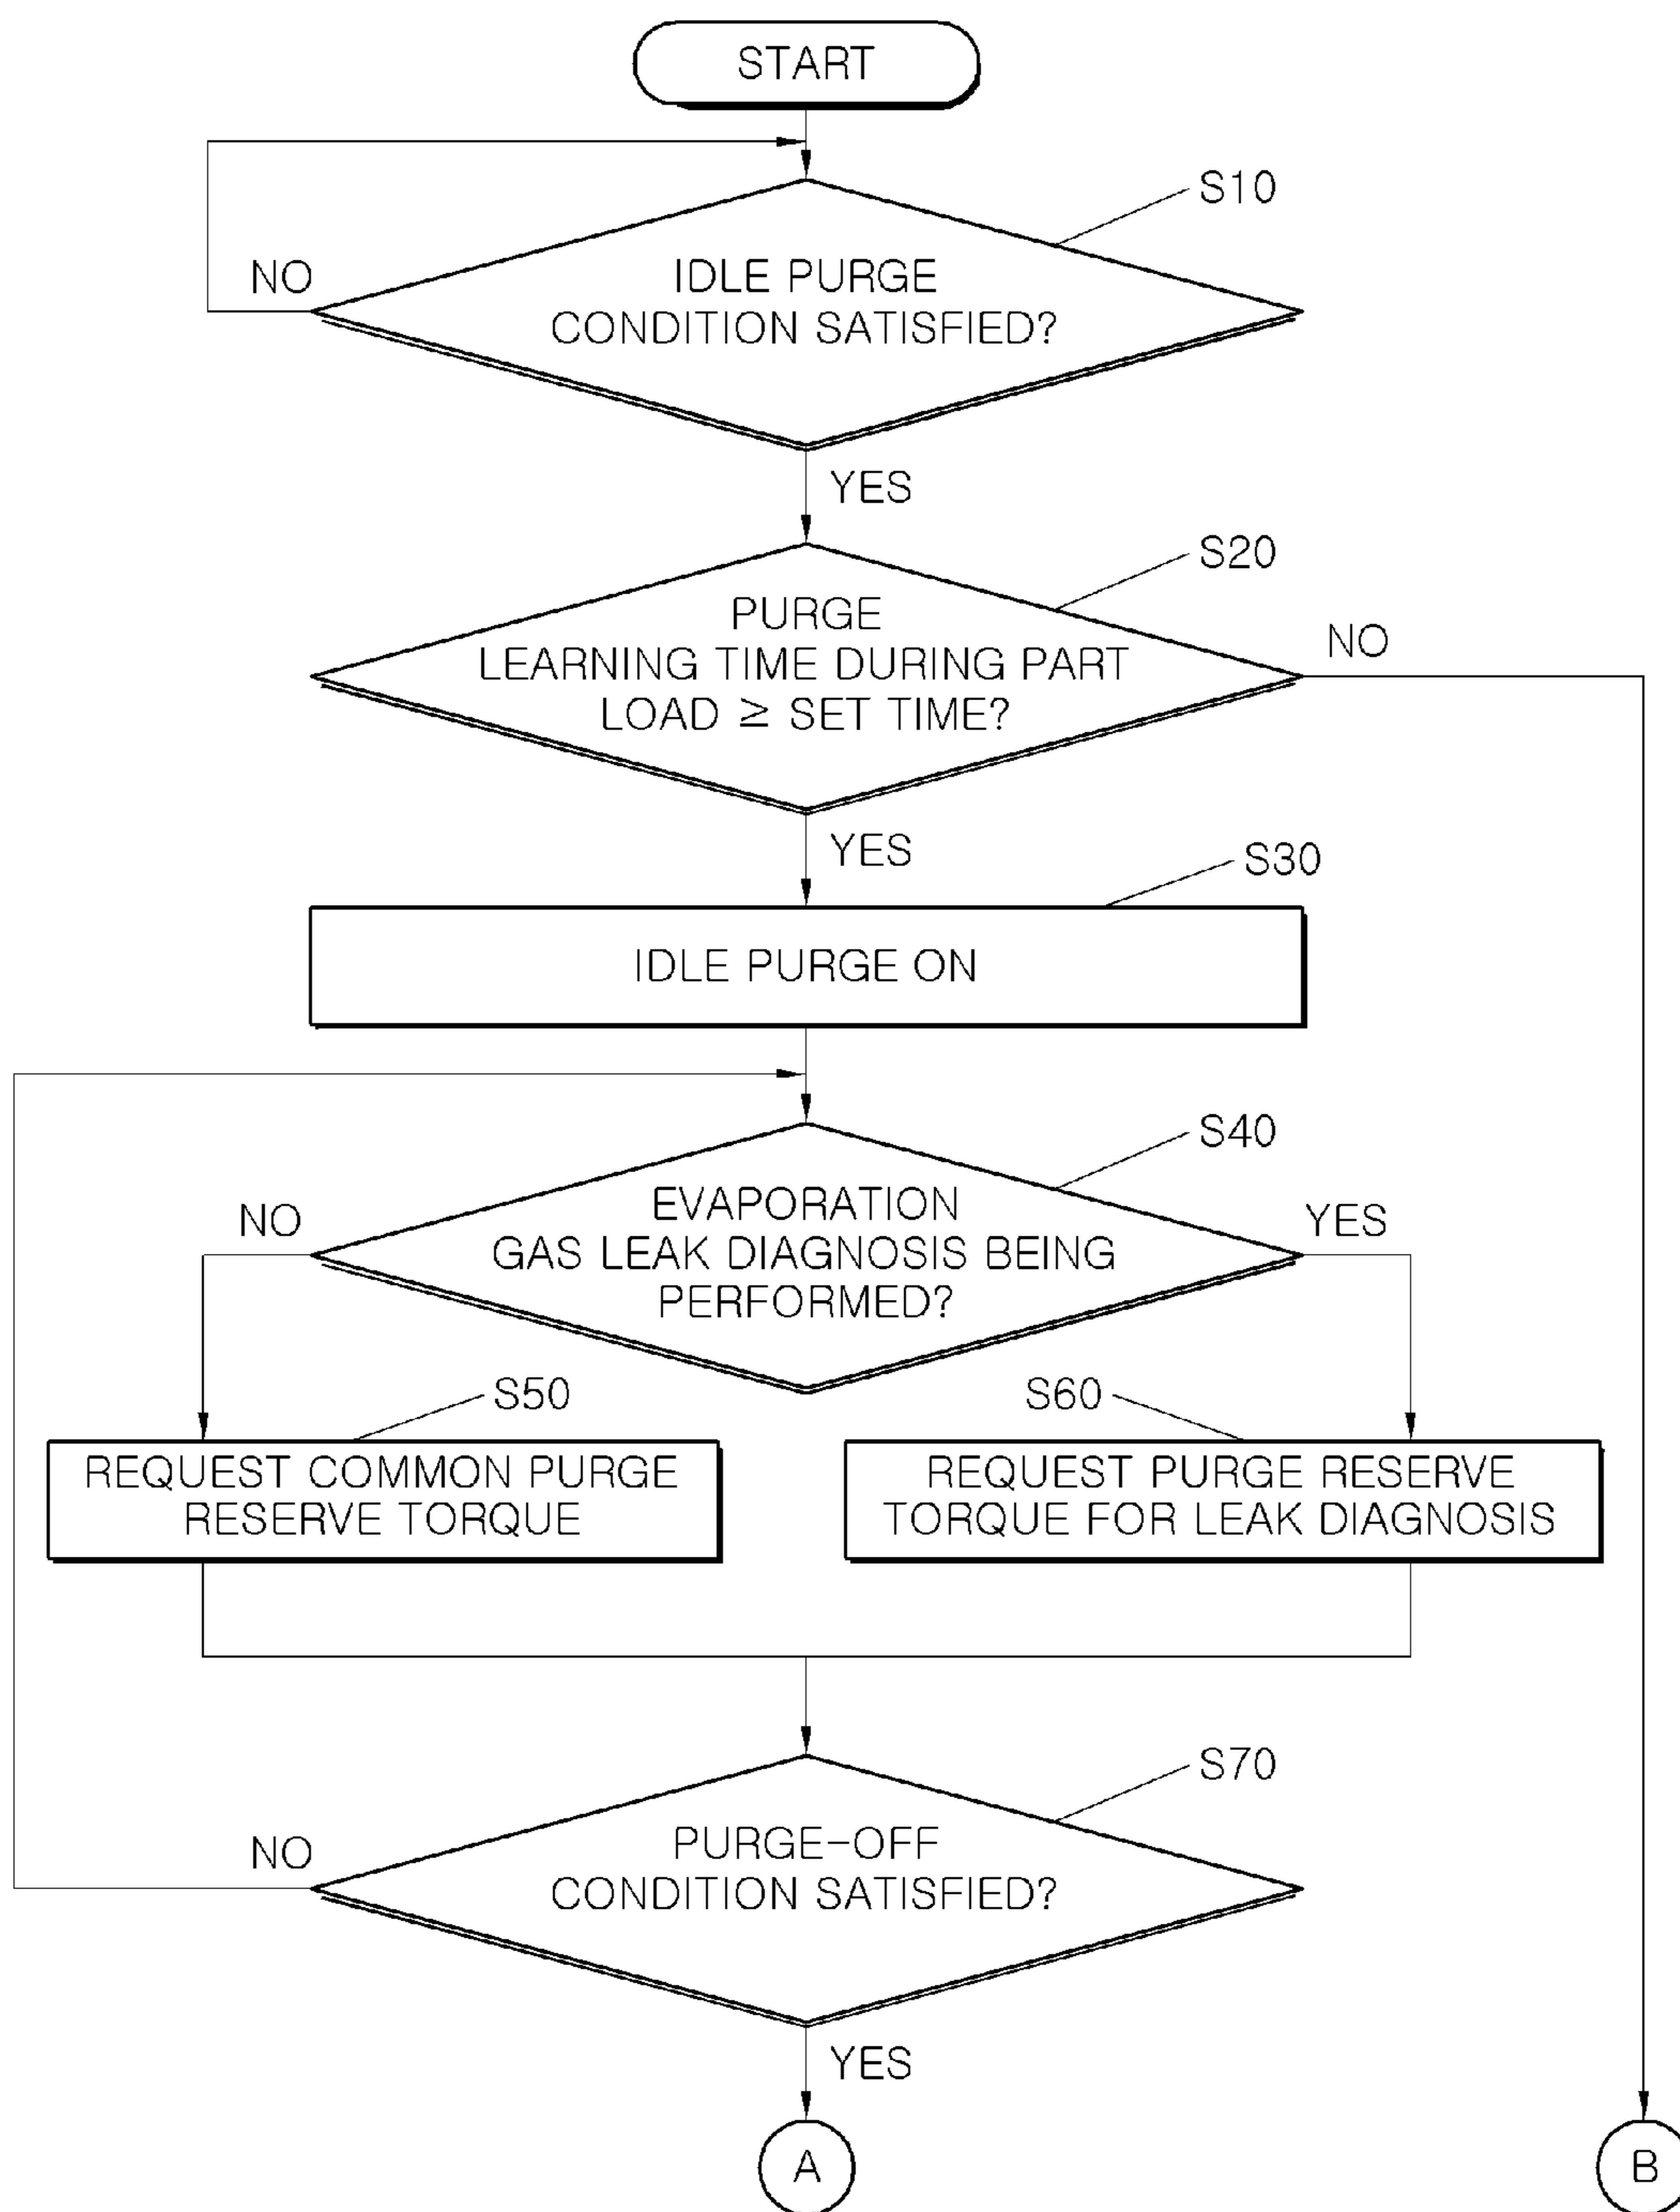 START
S10
NO
IDLE PURGE
CONDITION SATISFIED?
YES
S20
PURGE
LEARNING TIME DURING PART
LOAD ≥ SET TIME?
NO
YES
S30
IDLE PURGE ON
S40
NO
EVAPORATION
GAS LEAK DIAGNOSIS BEING
PERFORMED?
YES
S50
S60
REQUEST COMMON PURGE
RESERVE TORQUE
REQUEST PURGE RESERVE
TORQUE FOR LEAK DIAGNOSIS
S70
NO
PURGE-OFF
CONDITION SATISFIED?
YES
A
B